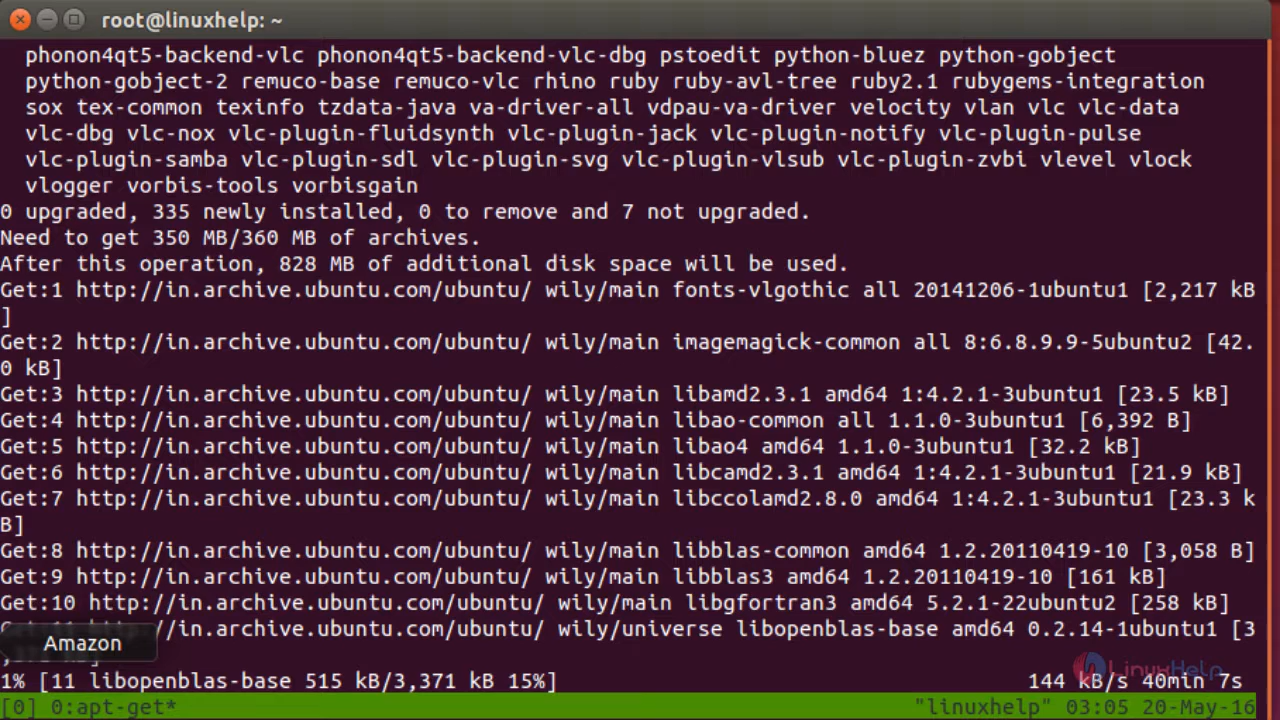 root@linuxhelp: ~
phonon4qt5-backend-vlc phonon4qt5-backend-vlc-dbg pstoedit python-bluez python-gobject
python-gobject-2 remuco-base remuco-vlc rhino ruby ruby-avl-tree ruby2.1 rubygems-integration
sox tex-common texinfo tzdata-java va-driver-all vdpau-va-driver velocity vlan vlc vlc-data
vlc-dbg vlc-nox vlc-plugin-fluidsynth vlc-plugin-jack vlc-plugin-notify vlc-plugin-pulse
vlc-plugin-samba vlc-plugin-sdl vlc-plugin-svg vlc-plugin-vlsub vlc-plugin-zvbi vlevel vlock
vlogger vorbis-tools vorbisgain
0 upgraded, 335 newly installed, 0 to remove and 7 not upgraded.
Need to get 350 MB/360 MB of archives.
After this operation, 828 MB of additional disk space will be used.
Get:1 http://in.archive.ubuntu.com/ubuntu/ wily/main fonts-vlgothic all 20141206-1ubuntu1 [2,217 kB
]
Get:2 http://in.archive.ubuntu.com/ubuntu/ wily/main imagemagick-common all 8:6.8.9.9-5ubuntu2 [42.
0 kB]
Get:3 http://in.archive.ubuntu.com/ubuntu/ wily/main libamd2.3.1 amd64 1:4.2.1-3ubuntu1 [23.5 kB]
Get:4 http://in.archive.ubuntu.com/ubuntu/ wily/main libao-common all 1.1.0-3ubuntu1 [6,392 B]
Get:5 http://in.archive.ubuntu.com/ubuntu/ wily/main libao4 amd64 1.1.0-3ubuntu1 [32.2 kB]
Get:6 http://in.archive.ubuntu.com/ubuntu/ wily/main libcamd2.3.1 amd64 1:4.2.1-3ubuntu1 [21.9 kB]
Get:7 http://in.archive.ubuntu.com/ubuntu/ wily/main libccolamd2.8.0 amd64 1:4.2.1-3ubuntu1 [23.3 k
B]
Get:8 http://in.archive.ubuntu.com/ubuntu/ wily/main libblas-common amd64 1.2.20110419-10 [3,058 B]
Get:9 http://in.archive.ubuntu.com/ubuntu/ wily/main libblas3 amd64 1.2.20110419-10 [161 kB]
Get:10 http://in.archive.ubuntu.com/ubuntu/ wily/main libgfortran3 amd64 5.2.1-22ubuntu2 [258 kB]
//in.archive.ubuntu.com/ubuntu/ wily/universe libopenblas-base amd64 0.2.14-1ubuntu1 [3
Amazon
LinuxHelp
1% [11 libopenblas-base 515 kB/3,371 kB 15%] 144 kB/s 40min 7s
[0] 0:apt-get* "linuxhelp" 03:05 20-May-16